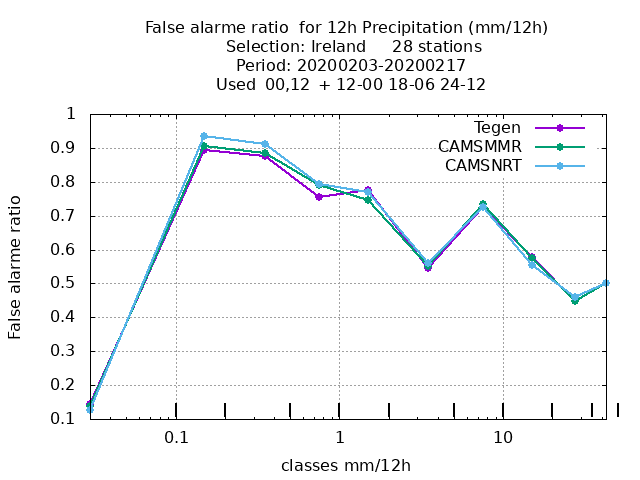 False alarme ratio  for 12h Precipitation (mm/12h)
Selection: Ireland     28 stations
Period: 20200203-20200217
Used  00,12  + 12-00 18-06 24-12
Tegen
CAMSMMR
CAMSNRT
False alarme ratio
1
0.9
0.8
0.7
0.6
0.5
0.4
0.3
0.2
0.1
0.1 1 10
classes mm/12h